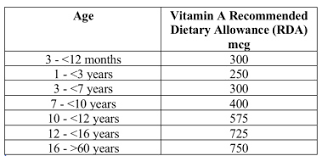 Age
Vitamin A Recommended
Dietary Allowance (RDA)
mcg
3 - <12 months 300
1 - <3 years 250
3 - <7 years 300
7 - <10 years 400
10 - <12 years 575
12 - <16 years 725
16 - >60 years 750